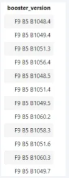 booster_version
F9 B5 B1048.4
F9 B5 B1049.4
F9 B5 B1051.3
F9 B5 B1056.4
F9 B5 B1048.5
F9 B5 B1051.4
F9 B5 B1049.5
F9 B5 B1060.2
F9 B5 B1058.3
F9 B5 B1051.6
F9 B5 B1060.3
F9 B5 B1049.7